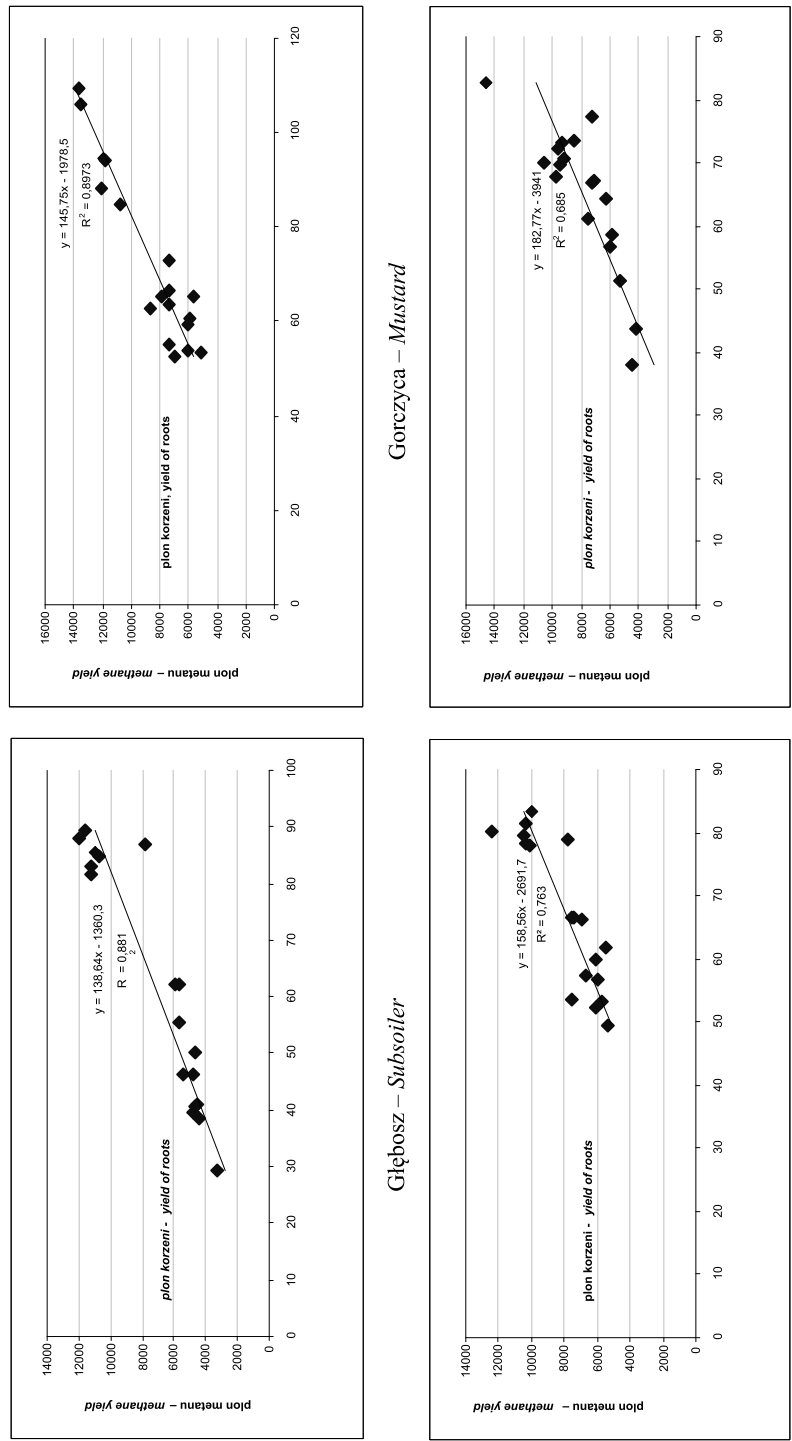 plon metanu – methane yield
14000
12000
10000
8000
6000
4000
2000
0
y = 138,64x - 1360,3
R = 0,881
2
plon korzeni - yield of roots
0 10 20 30 40 50 60 70 80 90 100
plon metanu – methane yield
16000
14000
12000
10000
8000
6000
4000
2000
0
y = 145,75x - 1978,5
R2 = 0,8973
plon korzeni, yield of roots
0 20 40 60 80 100 120
Głębosz – Subsoiler
Gorczyca – Mustard
plon metanu – methane yield
14000
12000
10000
8000
6000
4000
2000
0
y = 158,56x - 2691,7
R² = 0,763
plon korzeni - yield of roots
0 10 20 30 40 50 60 70 80 90
plon metanu – methane yield
16000
14000
12000
10000
8000
6000
4000
2000
0
y = 182,77x - 3941
R2 = 0,685
plon korzeni - yield of roots
0 10 20 30 40 50 60 70 80 90